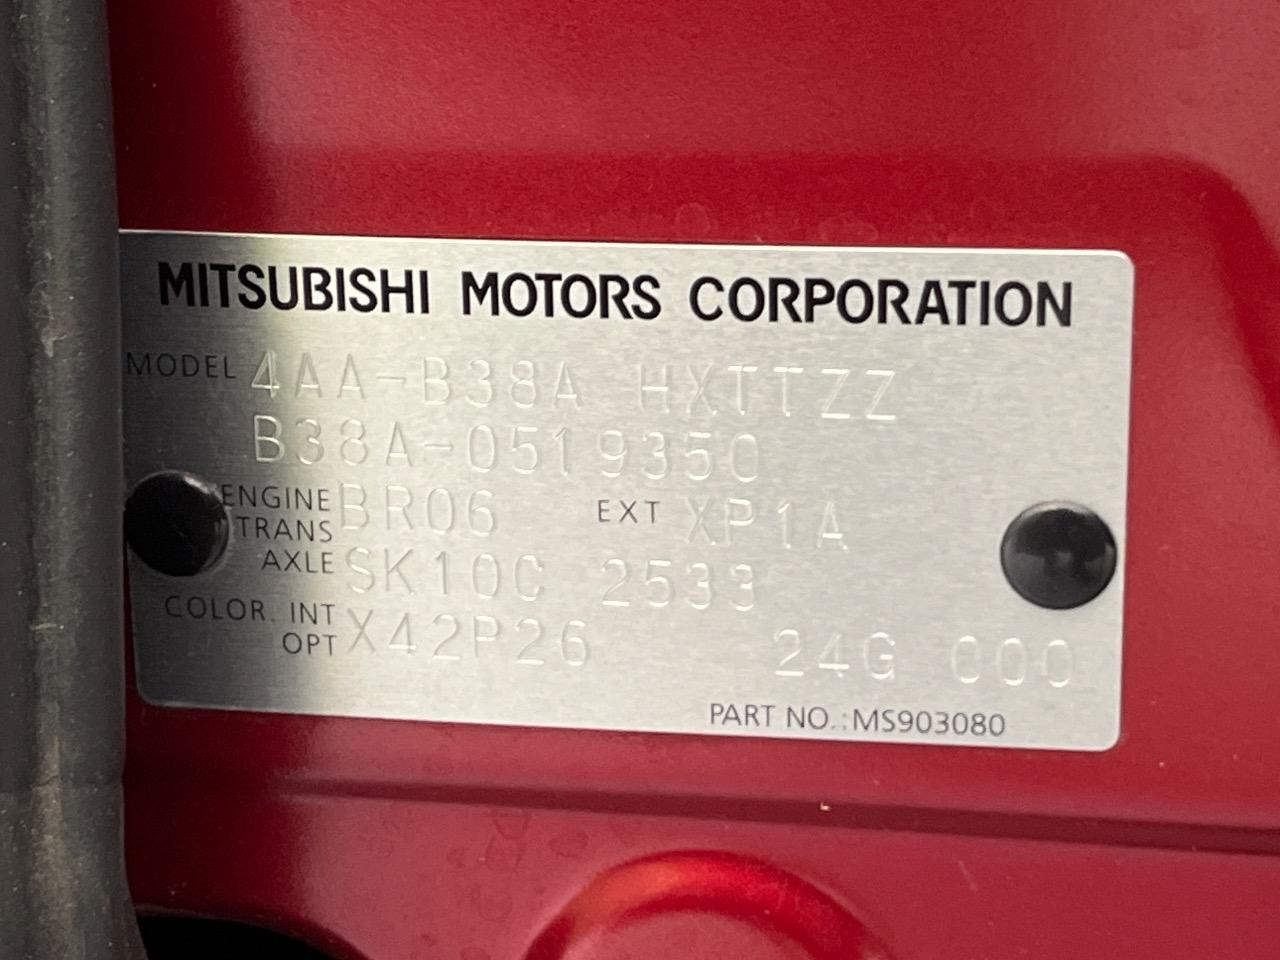 MITSUBISHI MOTORS CORPORATION
MODEL 4AA-B38A HXTTZZ
B38A-0519350
ENGINE BR06 EXT XP1A
TRANS
AXLE SK10C 2533
COLOR. INT X42P26 24G 000
OPT
PART NO.:MS903080